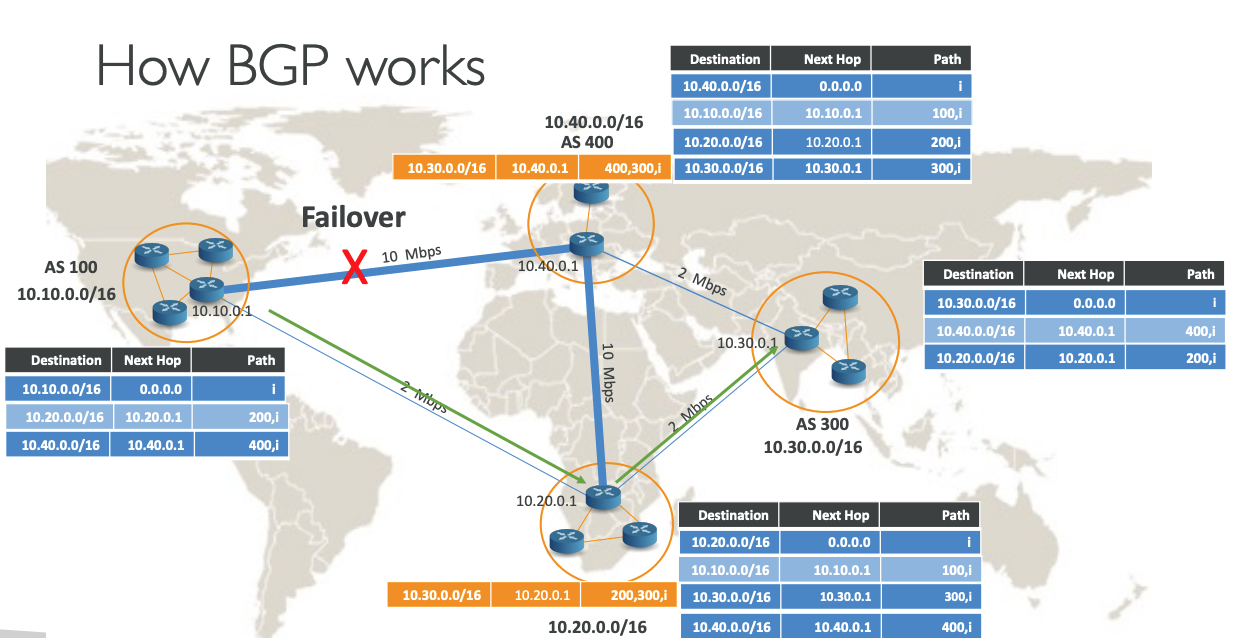 How BGP works
Destination Next Hop Path
10.40.0.0/16 0.0.0.0 i
10.10.0.0/16 10.10.0.1 100,i
10.20.0.0/16 10.20.0.1 200,i
10.30.0.0/16 10.30.0.1 300,i
10.40.0.0/16
AS 400
10.30.0.0/16 10.40.0.1 400,300,i
Failover
X
10 Mbps
10.40.0.1
2 Mbps
AS 100
10.10.0.0/16
10.10.0.1
Destination Next Hop Path
10.30.0.0/16 0.0.0.0 i
10.40.0.0/16 10.40.0.1 400,i
10.20.0.0/16 10.20.0.1 200,i
10.30.0.1
10 Mbps
Destination Next Hop Path
10.10.0.0/16 0.0.0.0 i
10.20.0.0/16 10.20.0.1 200,i
10.40.0.0/16 10.40.0.1 400,i
2 Mbps
2 Mbps
AS 300
10.30.0.0/16
10.20.0.1
Destination Next Hop Path
10.20.0.0/16 0.0.0.0 i
10.10.0.0/16 10.10.0.1 100,i
10.30.0.0/16 10.30.0.1 300,i
10.40.0.0/16 10.40.0.1 400,i
10.30.0.0/16 10.20.0.1 200,300,i
10.20.0.0/16